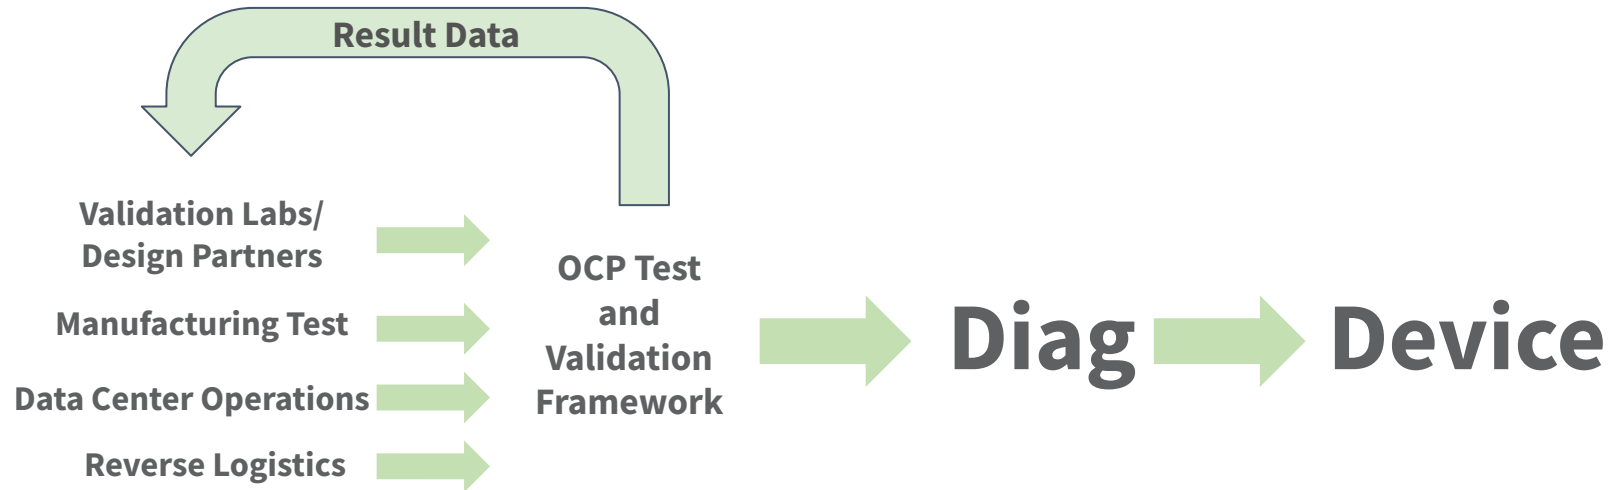 Result Data
Validation Labs/
Design Partners
Manufacturing Test
Data Center Operations
Reverse Logistics
OCP Test
and
Validation
Framework
Diag
Device